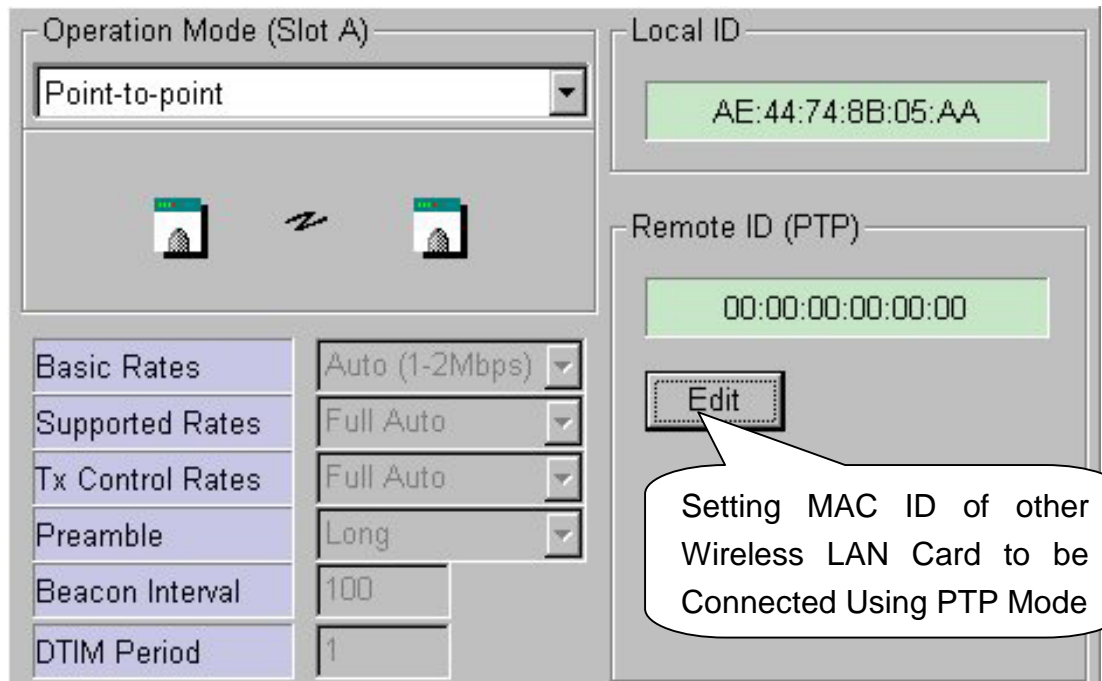 Operation Mode (Slot A)
Point-to-point
Basic Rates
Auto (1-2Mbps)
Supported Rates
Full Auto
Tx Control Rates
Full Auto
Preamble
Long
Beacon Interval
100
DTIM Period
1
Local ID
AE:44:74:8B:05:AA
Remote ID (PTP)
00:00:00:00:00:00
Edit
Setting MAC ID of other
Wireless LAN Card to be
Connected Using PTP Mode